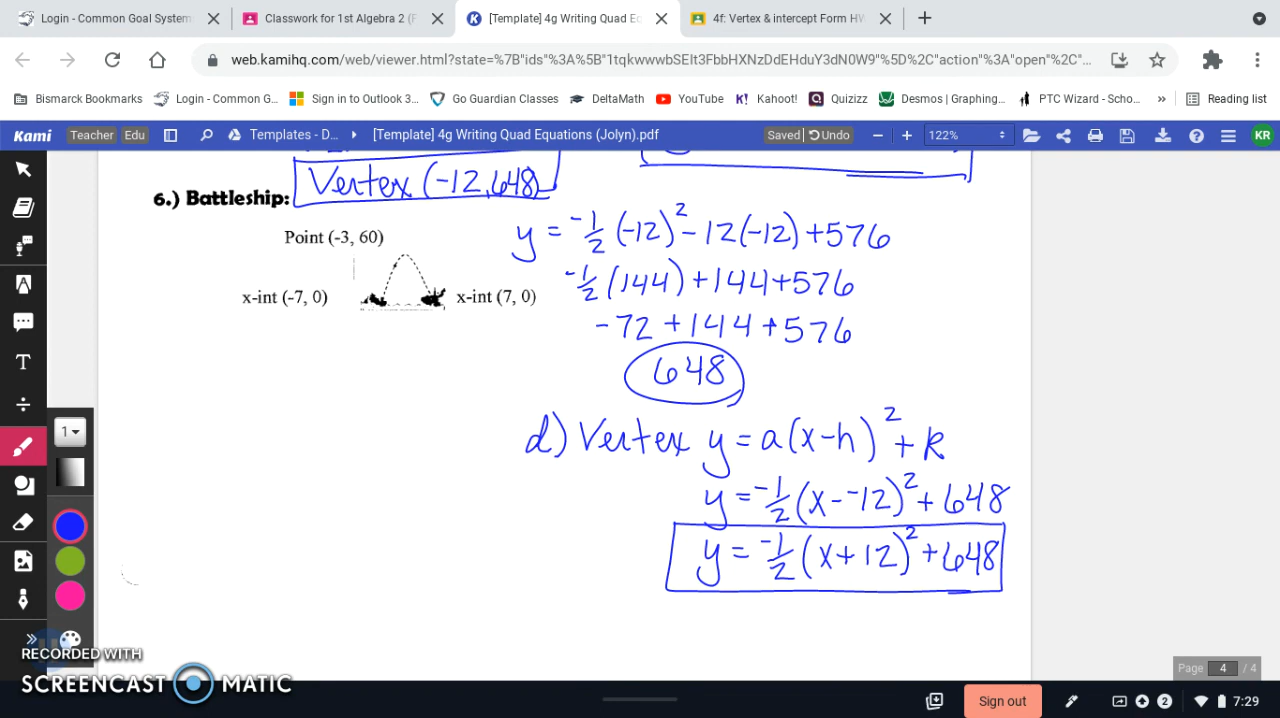 Login - Common Goal System
Classwork for 1st Algebra 2 (F
[Template] 4g Writing Quad Ec
4f: Vertex & intercept Form HW
web.kamihq.com/web/viewer.html?state=%7B"ids"%3A%5B"1tqkwwwbSEIt3FbbHXNzDdEHduY3dN0W9"%5D%2C"action"%3A"open"%2C"...
Bismarck Bookmarks
Login - Common G...
Sign in to Outlook 3...
Go Guardian Classes
DeltaMath
YouTube
Kahoot!
Quizizz
Desmos | Graphing...
PTC Wizard - Scho...
»
Reading list
Kami Teacher Edu
Templates - D...
[Template] 4g Writing Quad Equations (Jolyn).pdf
Saved Undo
122%
KR
Vertex (-12,648)
6.) Battleship:
Point (-3, 60)
x-int (-7, 0)
x-int (7, 0)
y = -1/2 (-12)² - 12(-12) + 576
-1/2 (144) + 144 + 576
-72 + 144 + 576
648
d) Vertex y = a(x-h)² + k
y = -1/2 (x - -12)² + 648
y = -1/2 (x + 12)² + 648
T
1
»
RECORDED WITH
SCREENCAST MATIC
Page 4 / 4
Sign out
2
7:29